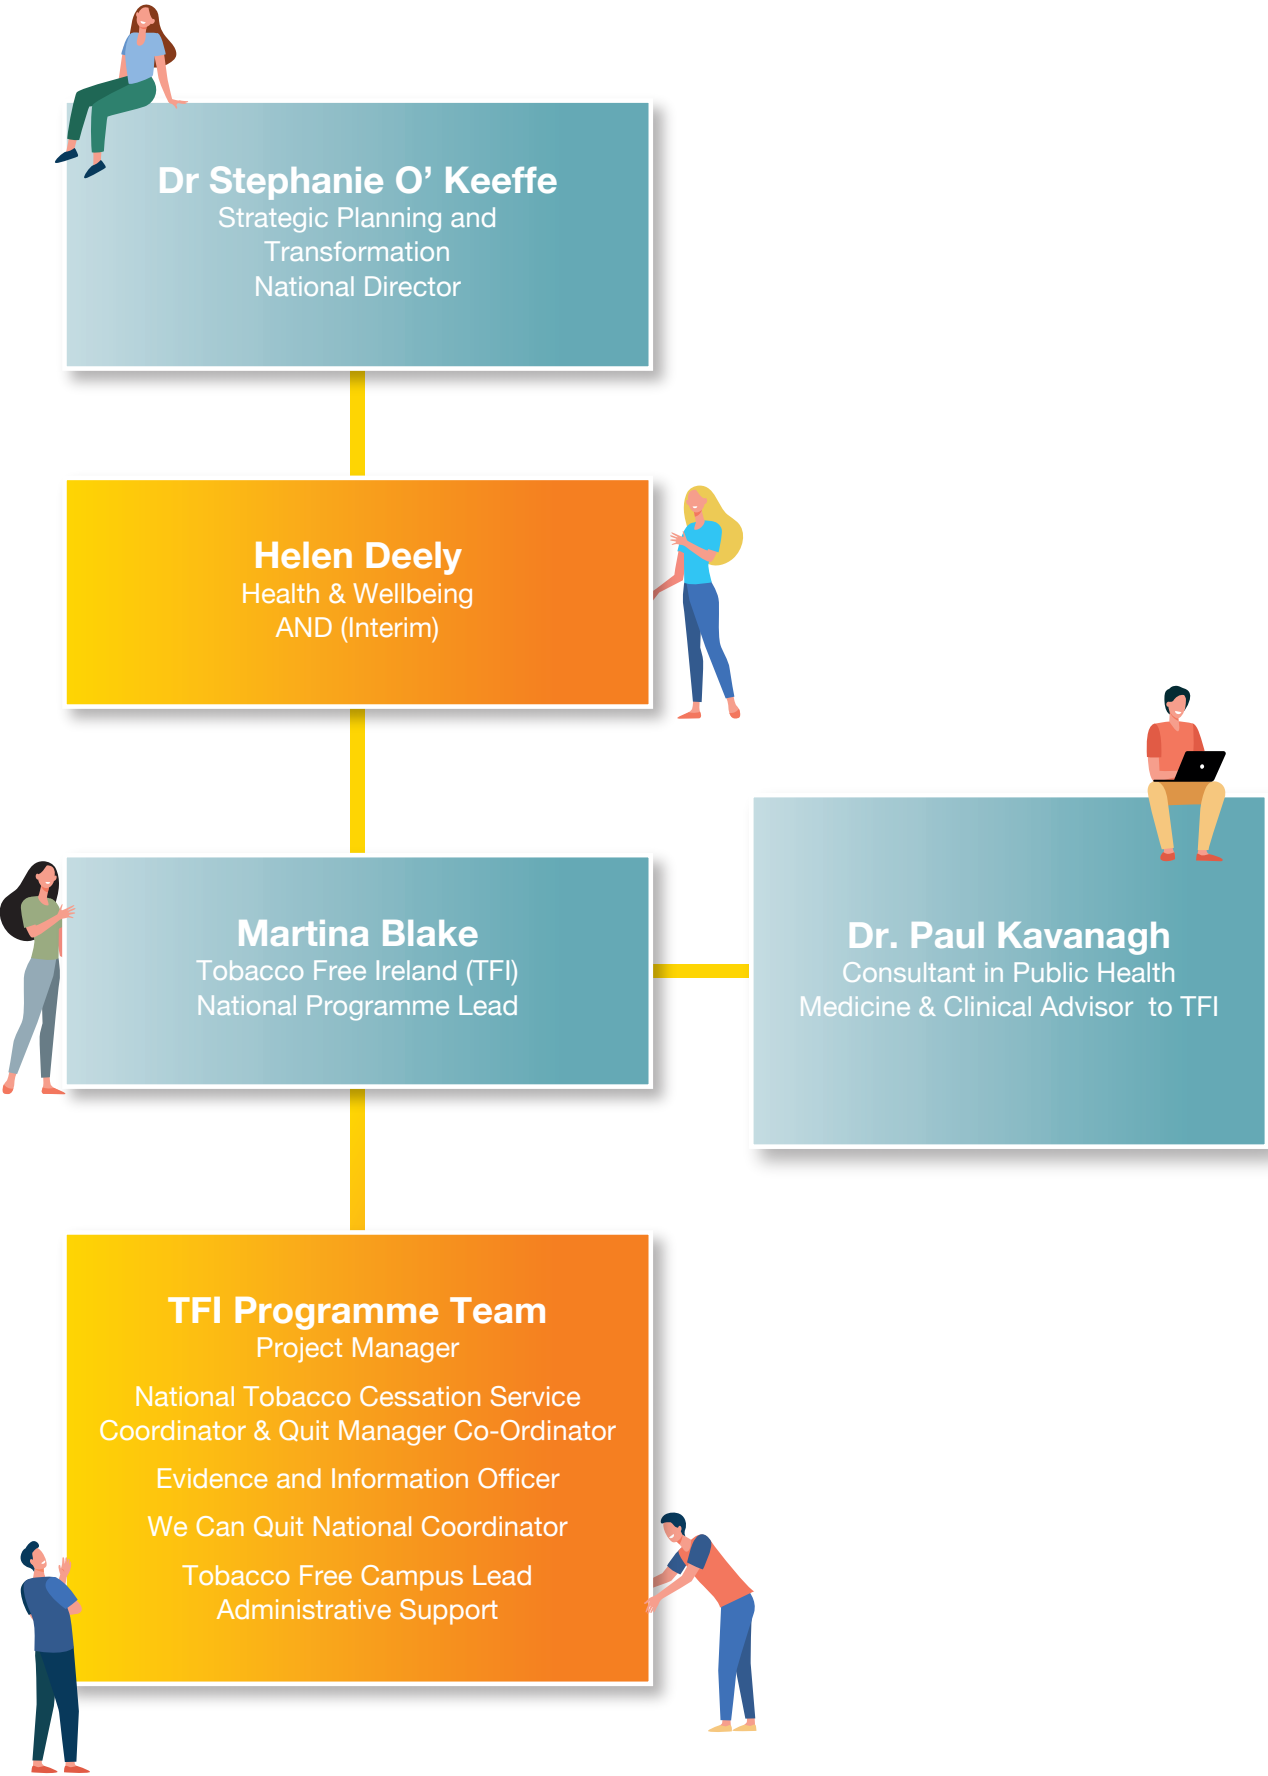 Dr Stephanie O’ Keeffe
Strategic Planning and
Transformation
National Director
Helen Deely
Health & Wellbeing
AND (Interim)
Martina Blake
Tobacco Free Ireland (TFI)
National Programme Lead
Dr. Paul Kavanagh
Consultant in Public Health
Medicine & Clinical Advisor to TFI
TFI Programme Team
Project Manager
National Tobacco Cessation Service
Coordinator & Quit Manager Co-Ordinator
Evidence and Information Officer
We Can Quit National Coordinator
Tobacco Free Campus Lead
Administrative Support